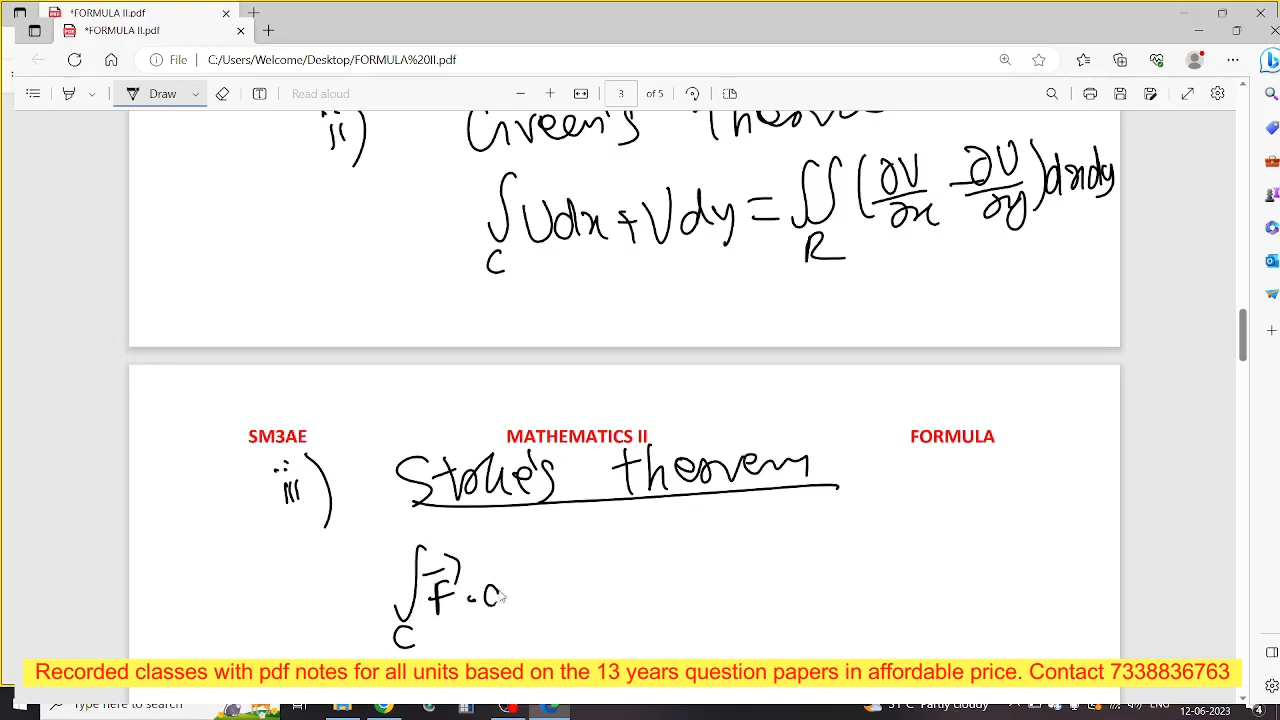 *FORMULA II.pdf
*FORMULA II.pdf
File C:/Users/Welcome/Desktop/FORMULA%20II.pdf
Draw Read aloud 3 of 5
ii) Green's Theore
∫_C Udx + Vdy = ∬_R (∂V/∂x - ∂U/∂y) dxdy
SM3AE MATHEMATICS II FORMULA
iii) Stoke's theorem
∫_C F⃗ .
Recorded classes with pdf notes for all units based on the 13 years question papers in affordable price. Contact 7338836763
Type here to search 12-06-2023